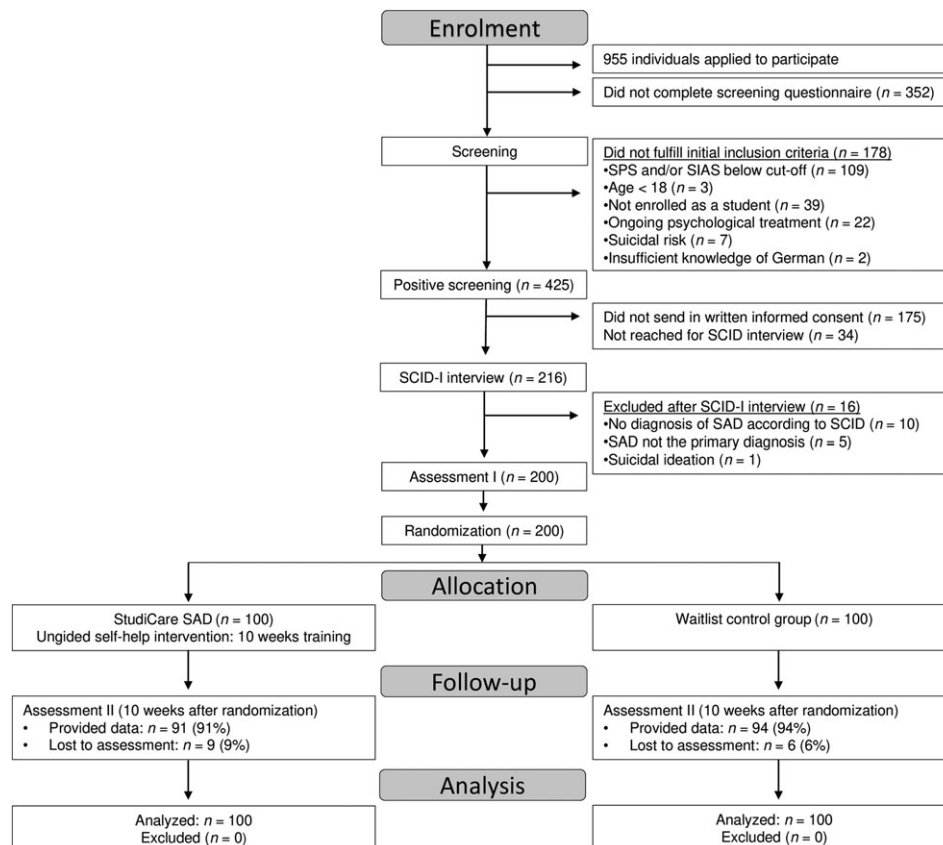 Enrolment
955 individuals applied to participate
Did not complete screening questionnaire (n = 352)
Screening
Did not fulfill initial inclusion criteria (n = 178)
•SPS and/or SIAS below cut-off (n = 109)
•Age < 18 (n = 3)
•Not enrolled as a student (n = 39)
•Ongoing psychological treatment (n = 22)
•Suicidal risk (n = 7)
•Insufficient knowledge of German (n = 2)
Positive screening (n = 425)
Did not send in written informed consent (n = 175)
Not reached for SCID interview (n = 34)
SCID-I interview (n = 216)
Excluded after SCID-I interview (n = 16)
•No diagnosis of SAD according to SCID (n = 10)
•SAD not the primary diagnosis (n = 5)
•Suicidal ideation (n = 1)
Assessment I (n = 200)
Randomization (n = 200)
Allocation
StudiCare SAD (n = 100)
Ungided self-help intervention: 10 weeks training
Waitlist control group (n = 100)
Follow-up
Assessment II (10 weeks after randomization)
• Provided data: n = 91 (91%)
• Lost to assessment: n = 9 (9%)
Assessment II (10 weeks after randomization)
• Provided data: n = 94 (94%)
• Lost to assessment: n = 6 (6%)
Analysis
Analyzed: n = 100
Excluded (n = 0)
Analyzed: n = 100
Excluded (n = 0)